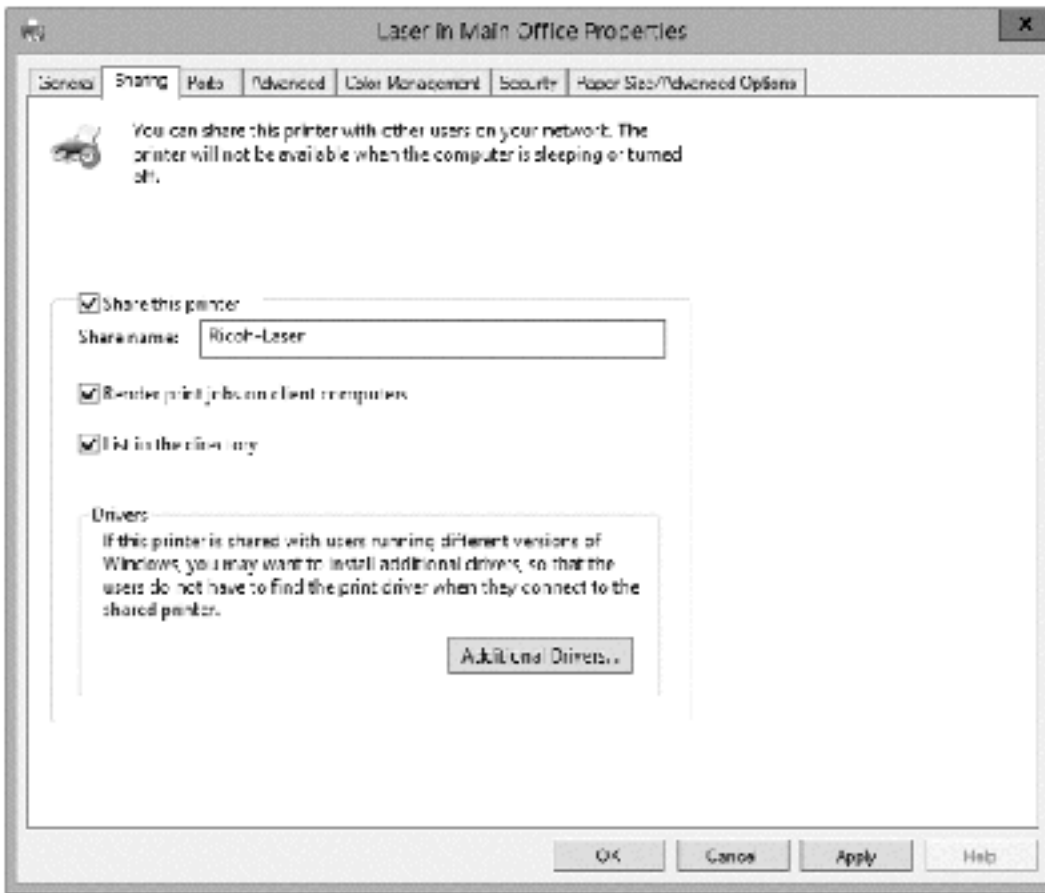 Laser in Main Office Properties
x
General Sharing Ports Advanced Color Management Security Paper Size/Advanced Options
You can share this printer with other users on your network. The
printer will not be available when the computer is sleeping or turned
off.
Share this printer
Share name: Ricoh-Laser
Render print jobs on client computers
List in the directory
Drivers
If this printer is shared with users running different versions of
Windows, you may want to install additional drivers, so that the
users do not have to find the print driver when they connect to the
shared printer.
Additional Drivers...
OK Cancel Apply Help